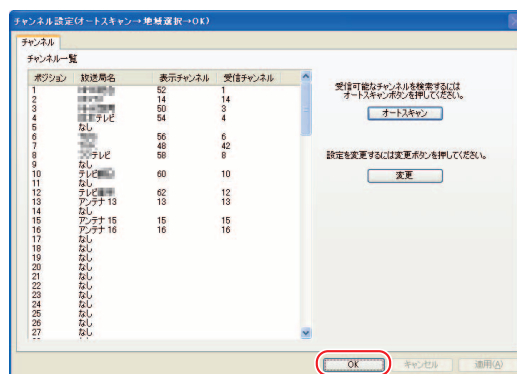 チャンネル設定(オートスキャン→地域選択→OK)
チャンネル
チャンネル一覧
ポジション 放送局名 表示チャンネル 受信チャンネル
1 52 1
2 14 14
3 50 3
4 テレビ 54 4
5 なし
6 56 6
7 48 42
8 テレビ 58 8
9 なし
10 テレビ 60 10
11 なし
12 テレビ 62 12
13 アンテナ 13 13 13
14 なし
15 アンテナ 15 15 15
16 アンテナ 16 16 16
17 なし
18 なし
19 なし
20 なし
21 なし
22 なし
23 なし
24 なし
25 なし
26 なし
27 なし
受信可能なチャンネルを検索するには
オートスキャンボタンを押してください。
オートスキャン
設定を変更するには変更ボタンを押してください。
変更
OK キャンセル 適用(A)